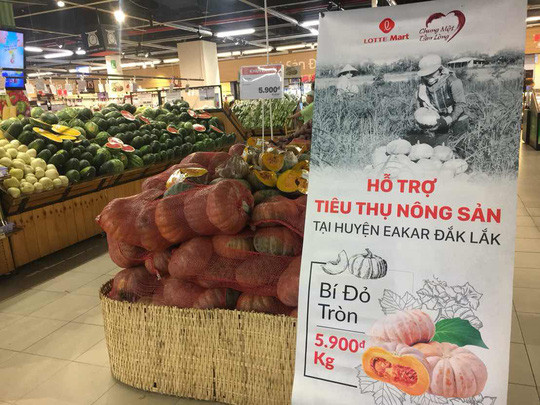 LOTTE Mart
Chung Một
Tấm Lòng
5.900đ
HỖ TRỢ
TIÊU THỤ NÔNG SẢN
TẠI HUYỆN EAKAR ĐẮK LẮK
Bí Đỏ
Tròn
5.900đ
Kg